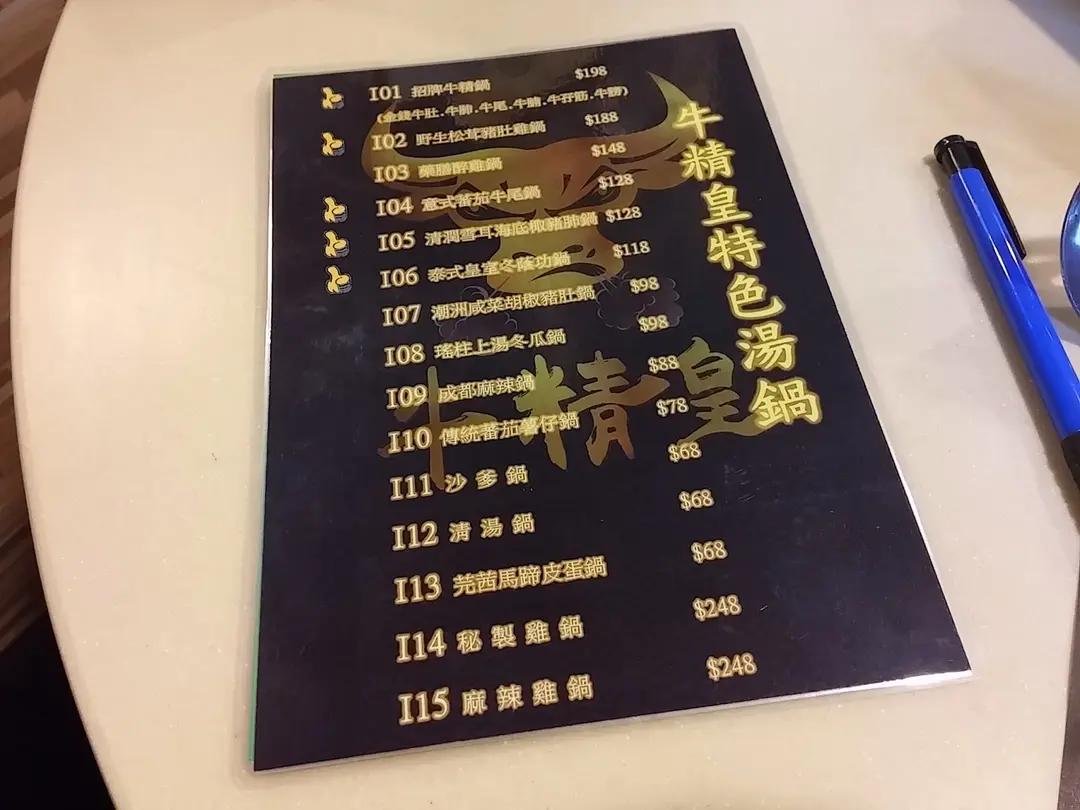 I01 招牌牛精鍋 $198
(金錢牛肚.牛肺.牛尾.牛腩.牛孖筋.牛膀)
I02 野生松茸豬肚雞鍋 $188
I03 藥膳醉雞鍋 $148
I04 意式蕃茄牛尾鍋 $128
I05 清潤雪耳海底椰豬肺鍋 $128
I06 泰式皇室冬蔭功鍋 $118
I07 潮洲咸菜胡椒豬肚鍋 $98
I08 瑤柱上湯冬瓜鍋 $98
I09 成都麻辣鍋 $88
I10 傳統蕃茄薯仔鍋 $78
I11 沙爹鍋 $68
I12 清湯鍋 $68
I13 芫茜馬蹄皮蛋鍋 $68
I14 秘製雞鍋 $248
I15 麻辣雞鍋 $248
牛精皇特色湯鍋
牛精皇